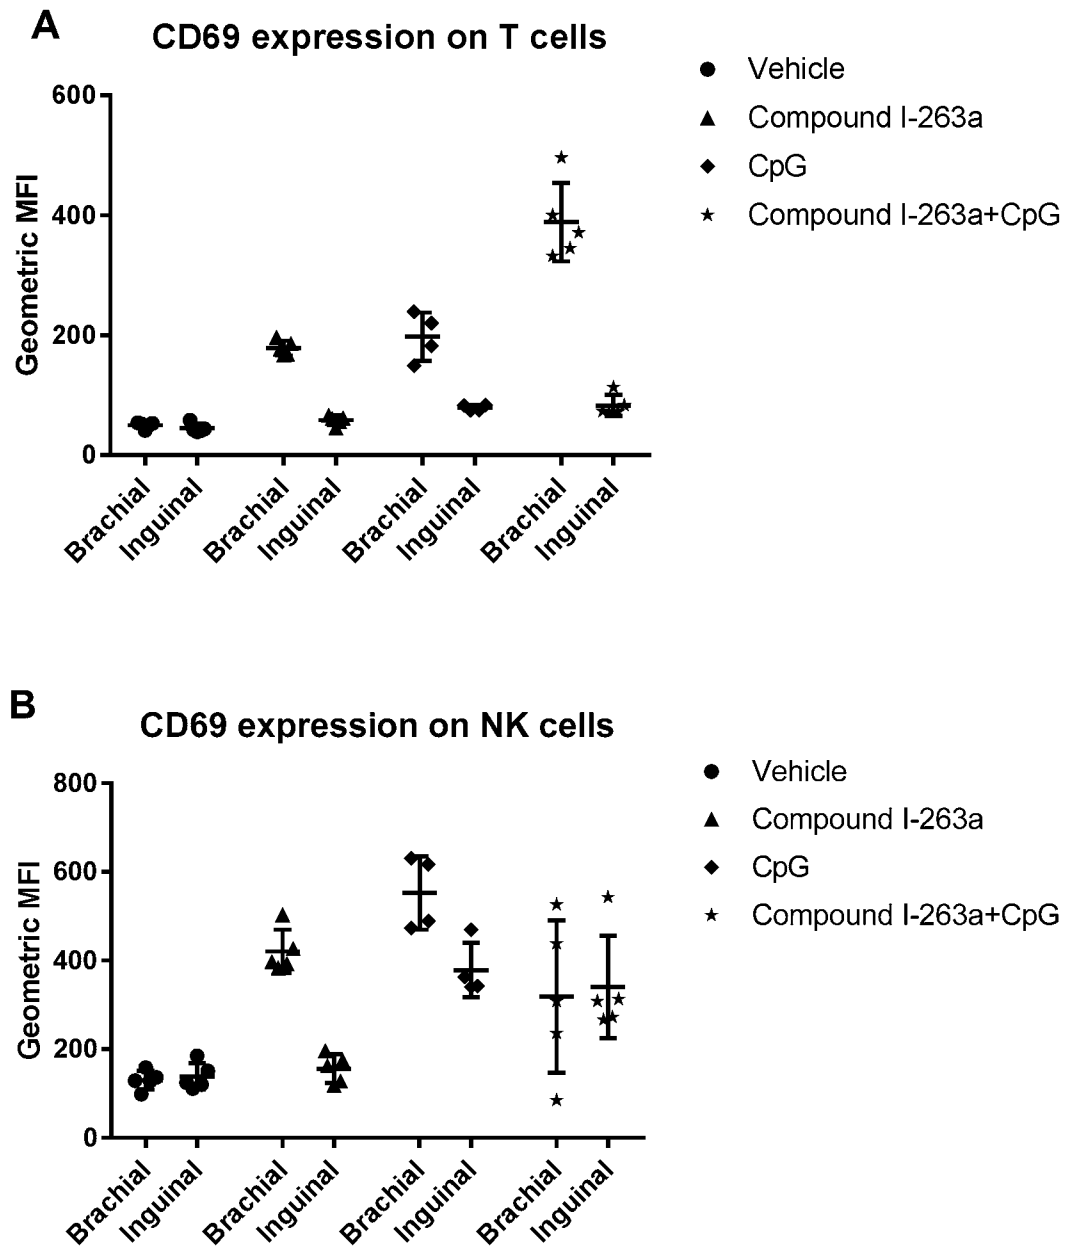 A
CD69 expression on T cells
Vehicle
Compound I-263a
CpG
Compound I-263a+CpG
Geometric MFI
600
400
200
0
Brachial
Inguinal
Brachial
Inguinal
Brachial
Inguinal
Brachial
Inguinal
B
CD69 expression on NK cells
Vehicle
Compound I-263a
CpG
Compound I-263a+CpG
Geometric MFI
800
600
400
200
0
Brachial
Inguinal
Brachial
Inguinal
Brachial
Inguinal
Brachial
Inguinal